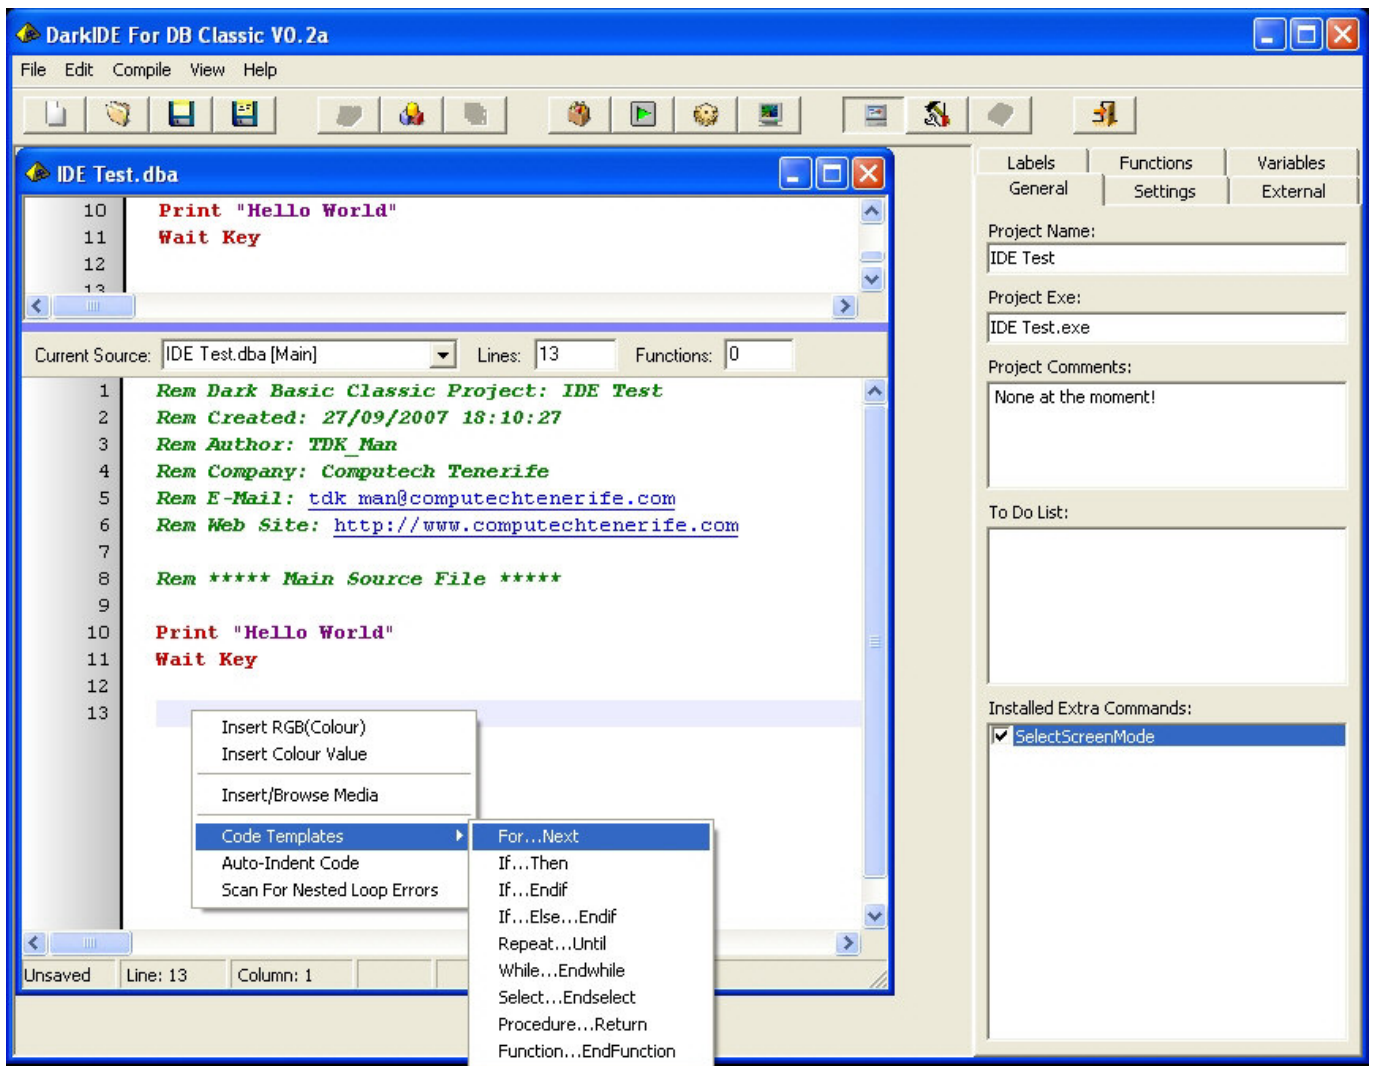 DarkIDE For DB Classic V0.2a
File Edit Compile View Help
IDE Test.dba
10 Print "Hello World"
11 Wait Key
12
13
Current Source: IDE Test.dba [Main] Lines: 13 Functions: 0
1 Rem Dark Basic Classic Project: IDE Test
2 Rem Created: 27/09/2007 18:10:27
3 Rem Author: TDK_Man
4 Rem Company: Computech Tenerife
5 Rem E-Mail: tdk_man@computechtenerife.com
6 Rem Web Site: http://www.computechtenerife.com
7
8 Rem ***** Main Source File *****
9
10 Print "Hello World"
11 Wait Key
12
13
Insert RGB(Colour)
Insert Colour Value
Insert/Browse Media
Code Templates
Auto-Indent Code
Scan For Nested Loop Errors
For...Next
If...Then
If...Endif
If...Else...Endif
Repeat...Until
While...Endwhile
Select...Endselect
Procedure...Return
Function...EndFunction
Unsaved Line: 13 Column: 1
Labels Functions Variables
General Settings External
Project Name:
IDE Test
Project Exe:
IDE Test.exe
Project Comments:
None at the moment!
To Do List:
Installed Extra Commands:
SelectScreenMode